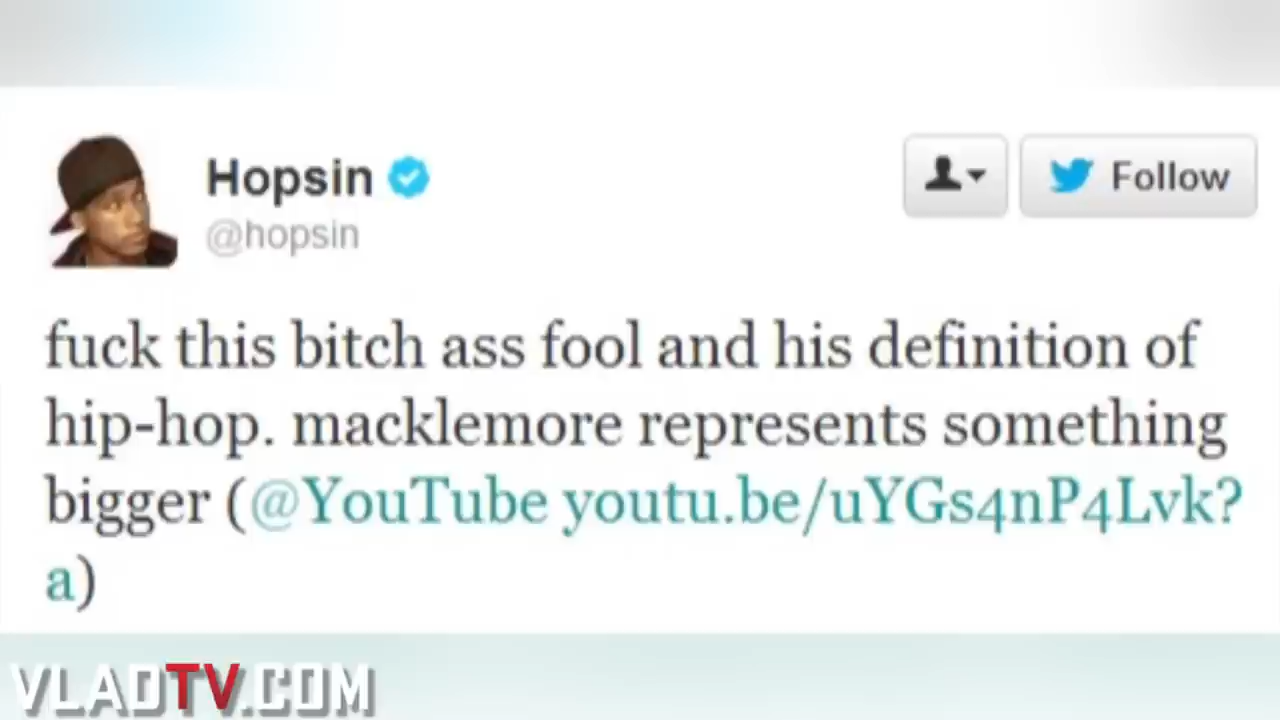 Hopsin
@hopsin
Follow
fuck this bitch ass fool and his definition of
hip-hop. macklemore represents something
bigger (@YouTube youtu.be/uYGs4nP4Lvk?
a)
VLADTV.COM